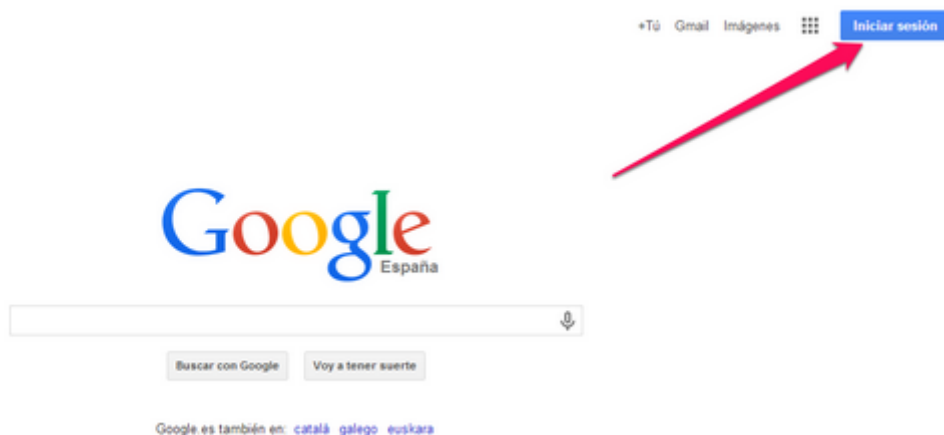 +Tú Gmail Imágenes Iniciar sesión
Google
España
Buscar con Google Voy a tener suerte
Google.es también en: català galego euskara